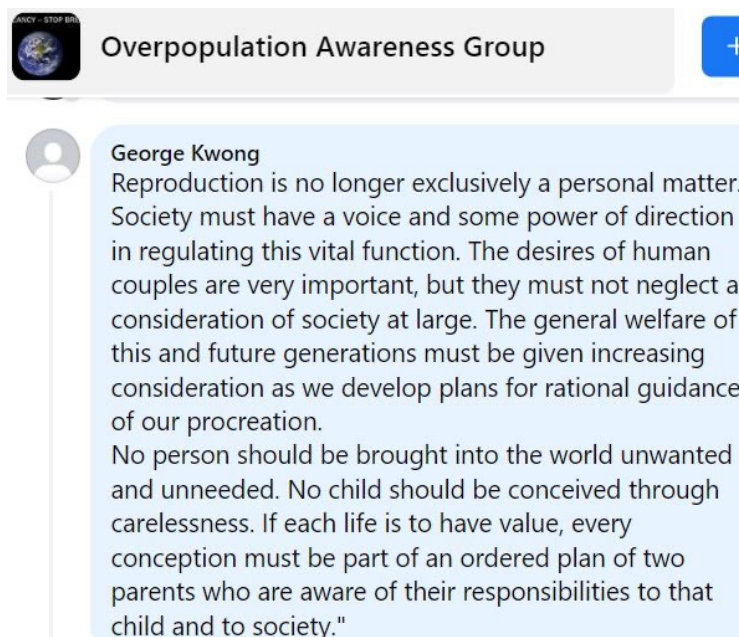 ANCY – STOP BRE
Overpopulation Awareness Group
+
George Kwong
Reproduction is no longer exclusively a personal matter.
Society must have a voice and some power of direction
in regulating this vital function. The desires of human
couples are very important, but they must not neglect a
consideration of society at large. The general welfare of
this and future generations must be given increasing
consideration as we develop plans for rational guidance
of our procreation.
No person should be brought into the world unwanted
and unneeded. No child should be conceived through
carelessness. If each life is to have value, every
conception must be part of an ordered plan of two
parents who are aware of their responsibilities to that
child and to society."